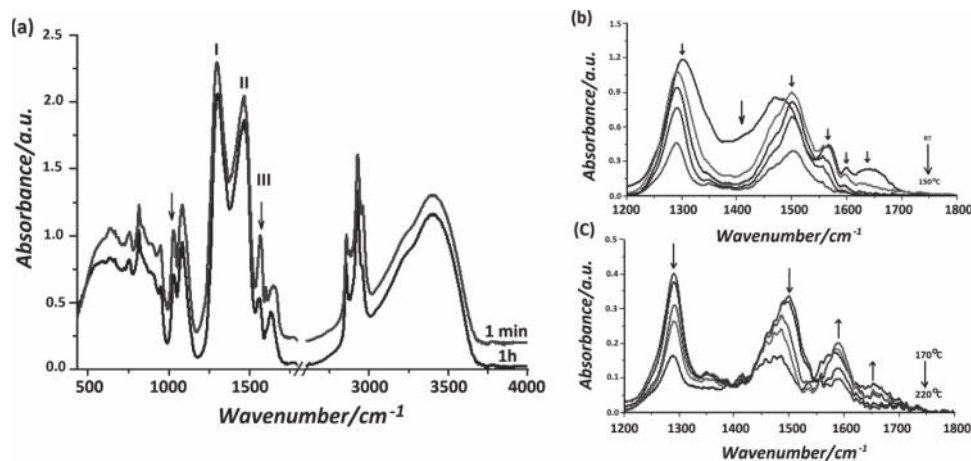 (a)
2.5
2.0
1.5
1.0
0.5
0.0
Absorbance/a.u.
I
II
III
1 min
1h
500 1000 1500 3000 3500 4000
Wavenumber/cm-1
(b)
1.5
1.2
0.9
0.6
0.3
0.0
Absorbance/a.u.
RT
150°C
1200 1300 1400 1500 1600 1700 1800
Wavenumber/cm-1
(C)
0.5
0.4
0.3
0.2
0.1
0.0
Absorbance/a.u.
170°C
220°C
1200 1300 1400 1500 1600 1700 1800
Wavenumber/cm-1